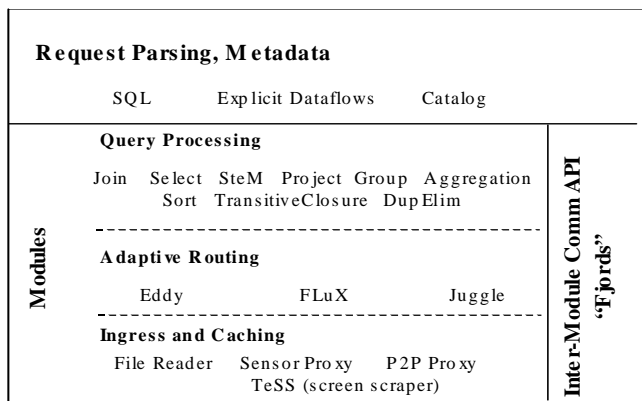 Request Parsing, Metadata
SQL Explicit Dataflows Catalog
Query Processing
Join Select SteM Project Group Aggregation
Sort TransitiveClosure DupElim
Adaptive Routing
Eddy FLuX Juggle
Ingress and Caching
File Reader Sensor Proxy P2P Proxy
TeSS (screen scraper)
Modules
Inter-Module Comm API
“Fjords”